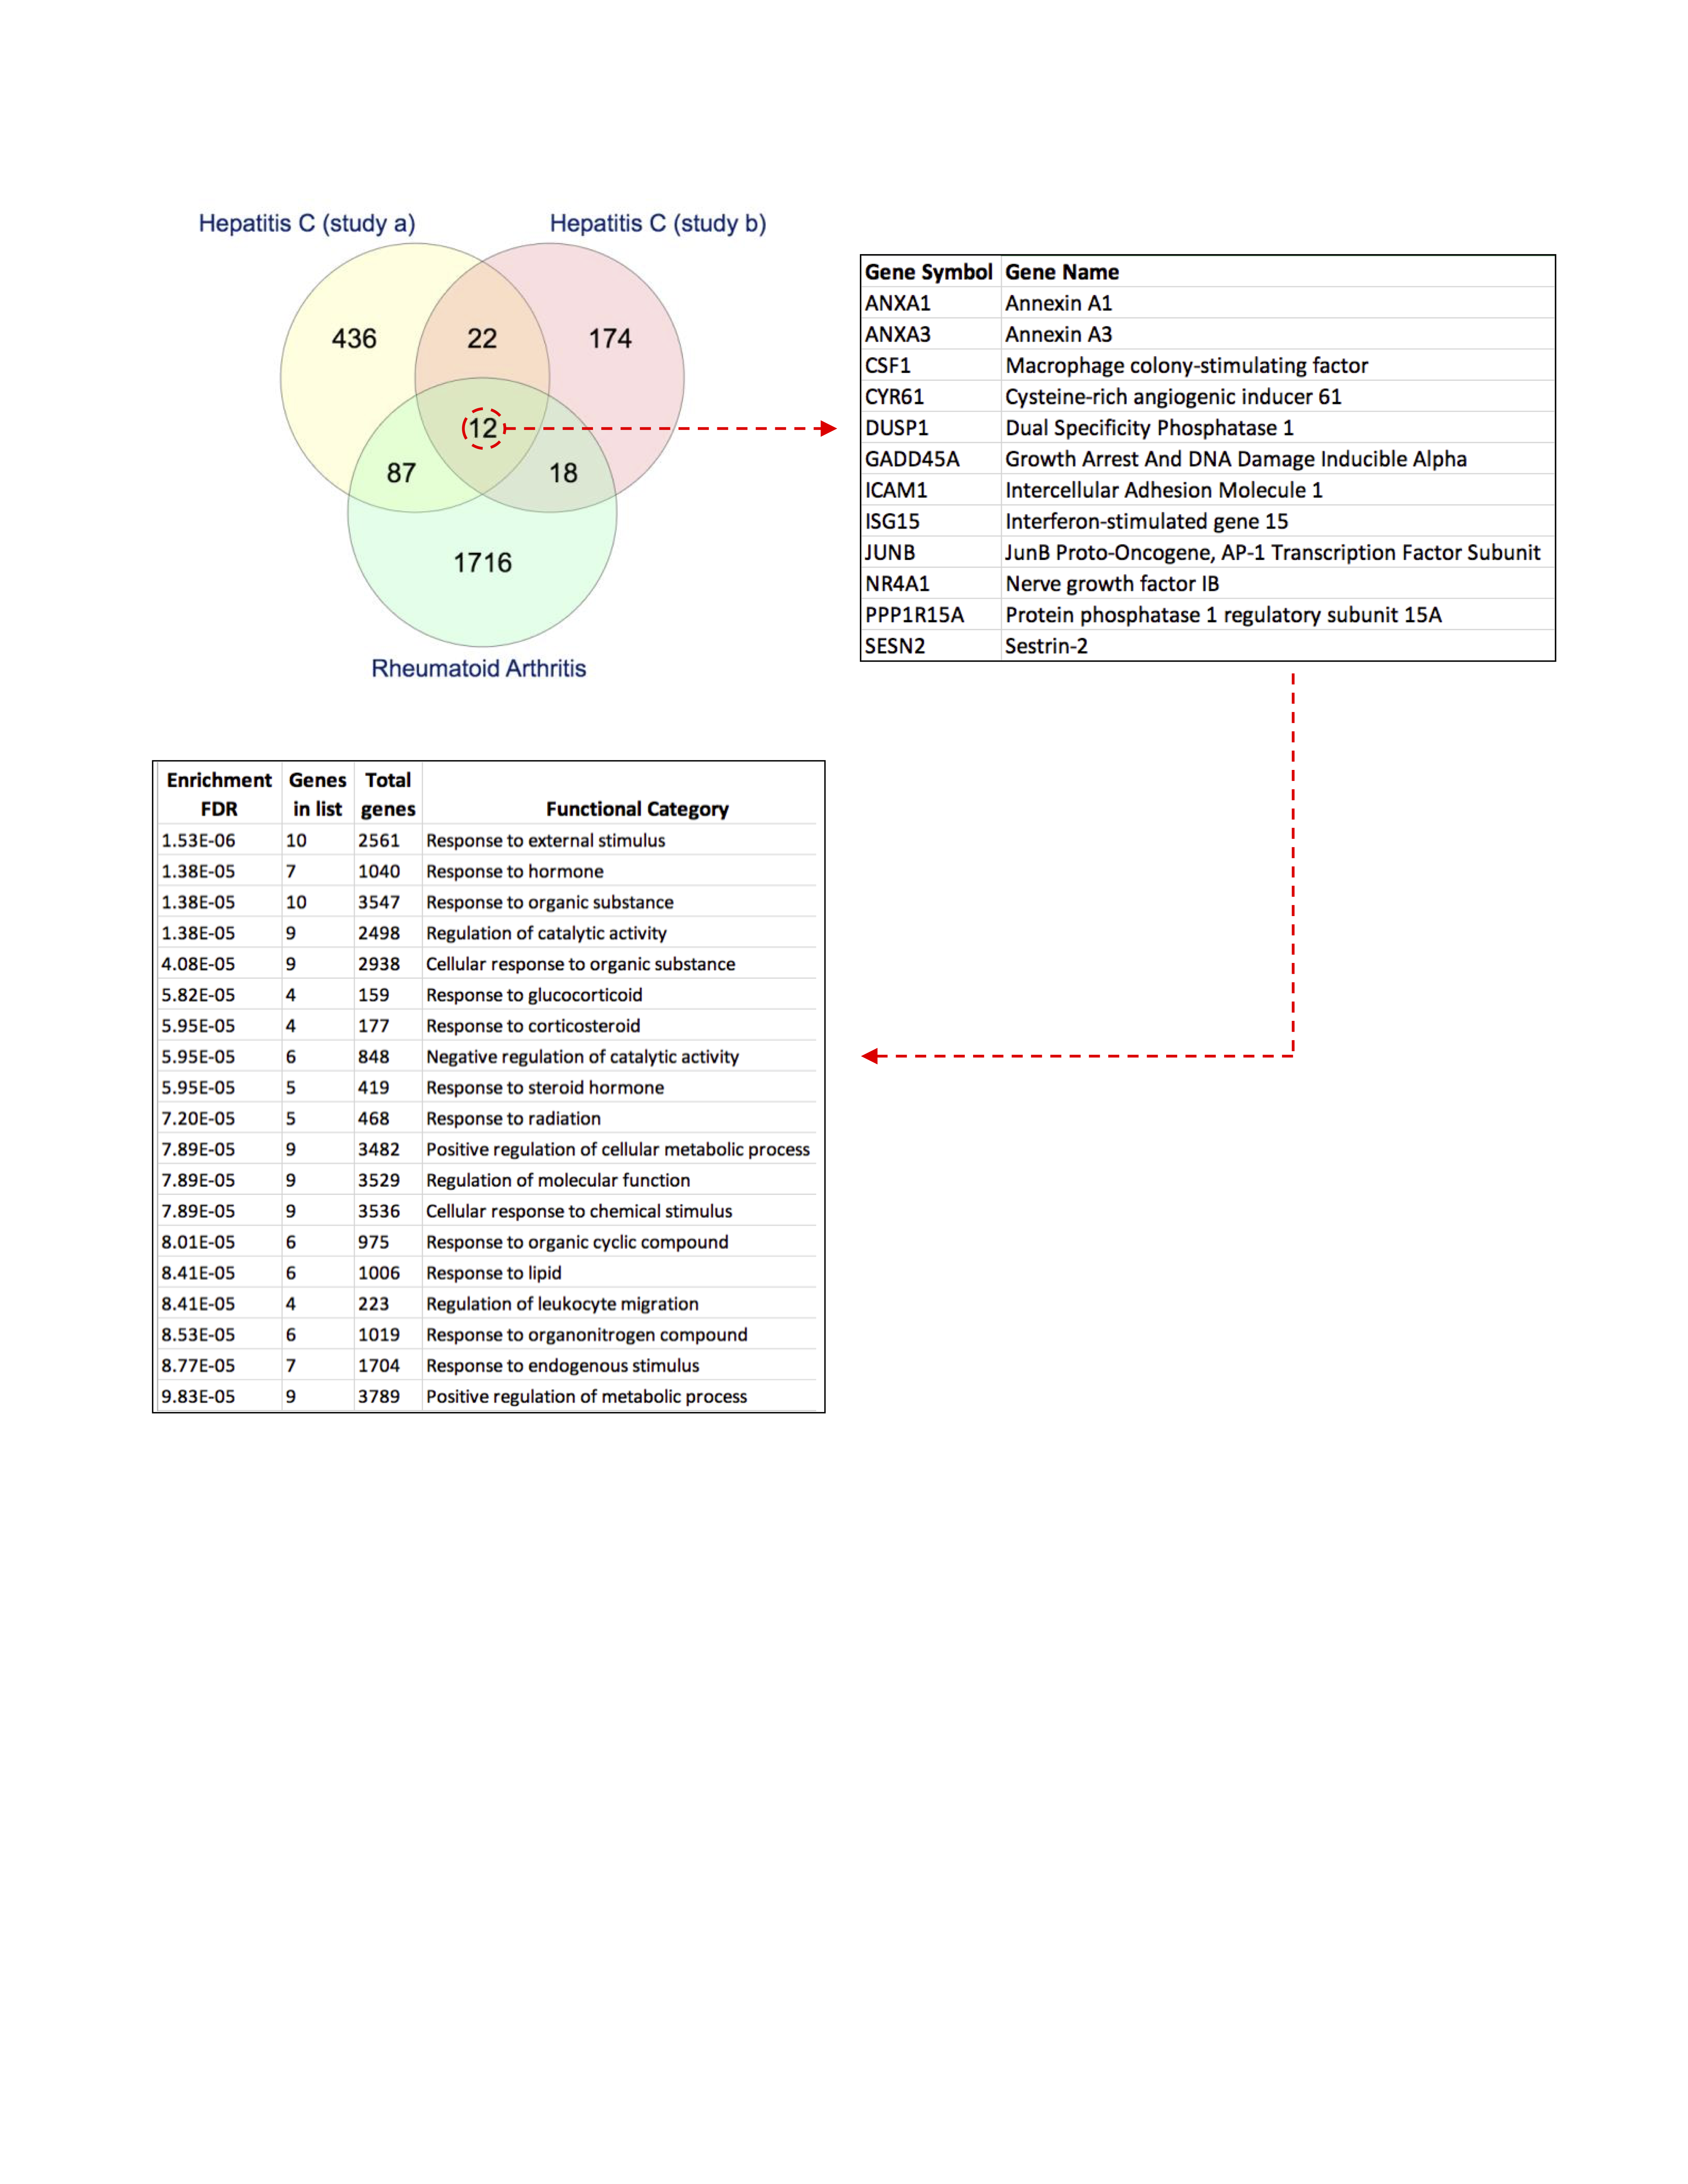 Hepatitis C (study a)
Hepatitis C (study b)
436
22
174
12
87
18
1716
Rheumatoid Arthritis
Gene Symbol Gene Name
ANXA1 Annexin A1
ANXA3 Annexin A3
CSF1 Macrophage colony-stimulating factor
CYR61 Cysteine-rich angiogenic inducer 61
DUSP1 Dual Specificity Phosphatase 1
GADD45A Growth Arrest And DNA Damage Inducible Alpha
ICAM1 Intercellular Adhesion Molecule 1
ISG15 Interferon-stimulated gene 15
JUNB JunB Proto-Oncogene, AP-1 Transcription Factor Subunit
NR4A1 Nerve growth factor IB
PPP1R15A Protein phosphatase 1 regulatory subunit 15A
SESN2 Sestrin-2
Enrichment Genes Total
FDR in list genes Functional Category
1.53E-06 10 2561 Response to external stimulus
1.38E-05 7 1040 Response to hormone
1.38E-05 10 3547 Response to organic substance
1.38E-05 9 2498 Regulation of catalytic activity
4.08E-05 9 2938 Cellular response to organic substance
5.82E-05 4 159 Response to glucocorticoid
5.95E-05 4 177 Response to corticosteroid
5.95E-05 6 848 Negative regulation of catalytic activity
5.95E-05 5 419 Response to steroid hormone
7.20E-05 5 468 Response to radiation
7.89E-05 9 3482 Positive regulation of cellular metabolic process
7.89E-05 9 3529 Regulation of molecular function
7.89E-05 9 3536 Cellular response to chemical stimulus
8.01E-05 6 975 Response to organic cyclic compound
8.41E-05 6 1006 Response to lipid
8.41E-05 4 223 Regulation of leukocyte migration
8.53E-05 6 1019 Response to organonitrogen compound
8.77E-05 7 1704 Response to endogenous stimulus
9.83E-05 9 3789 Positive regulation of metabolic process